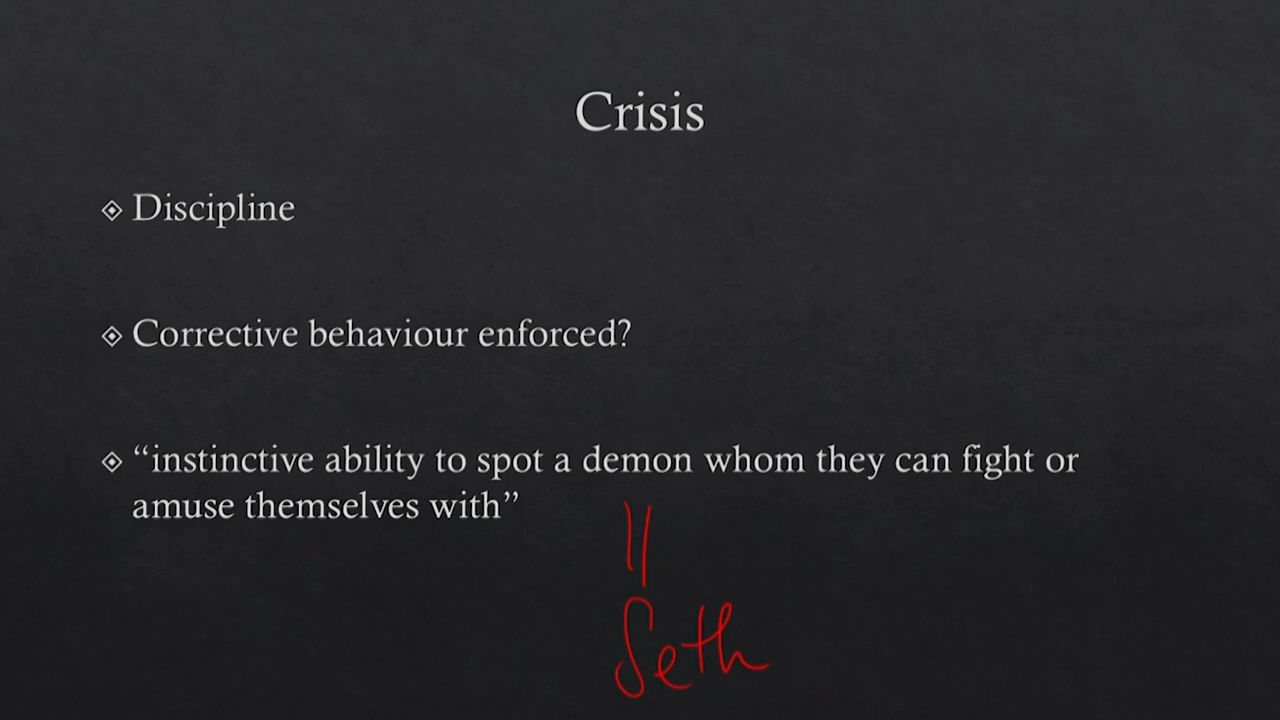 Crisis
Discipline
Corrective behaviour enforced?
“instinctive ability to spot a demon whom they can fight or
amuse themselves with”
Seth